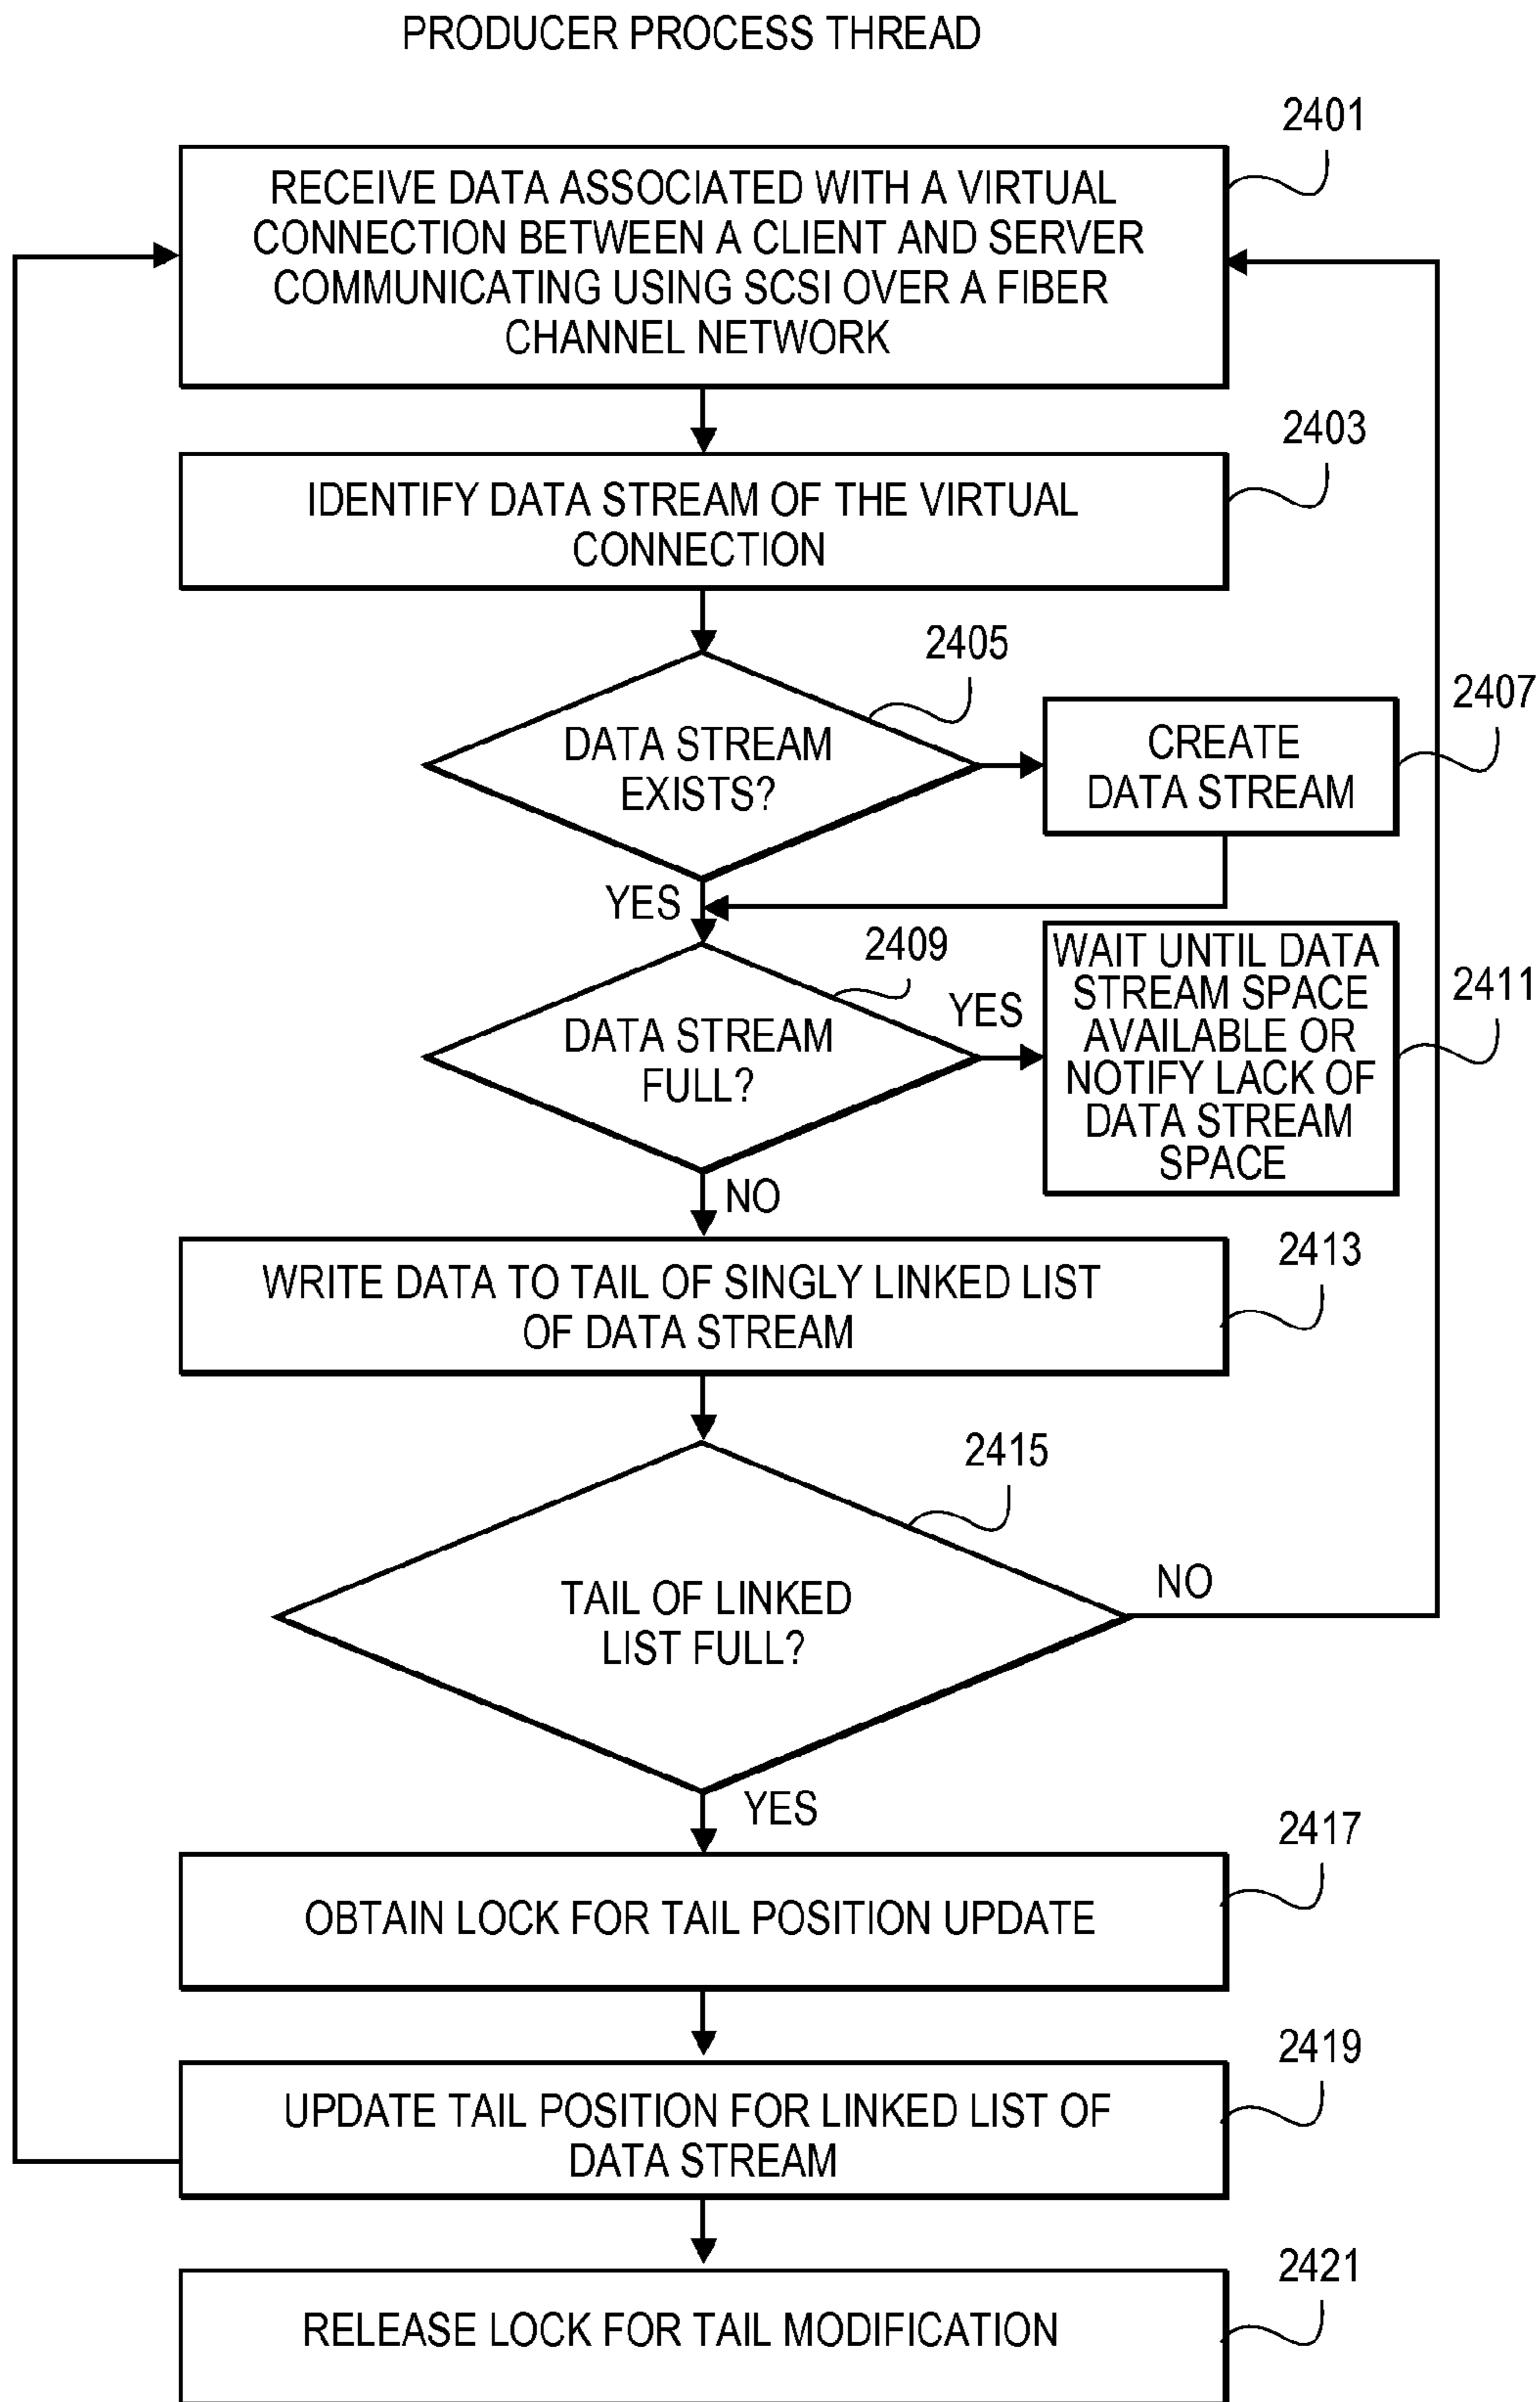 PRODUCER PROCESS THREAD
2401
RECEIVE DATA ASSOCIATED WITH A VIRTUAL
CONNECTION BETWEEN A CLIENT AND SERVER
COMMUNICATING USING SCSI OVER A FIBER
CHANNEL NETWORK
2403
IDENTIFY DATA STREAM OF THE VIRTUAL
CONNECTION
2405
DATA STREAM
EXISTS?
2407
CREATE
DATA STREAM
YES
2409
DATA STREAM
FULL?
YES
2411
WAIT UNTIL DATA
STREAM SPACE
AVAILABLE OR
NOTIFY LACK OF
DATA STREAM
SPACE
NO
2413
WRITE DATA TO TAIL OF SINGLY LINKED LIST
OF DATA STREAM
2415
TAIL OF LINKED
LIST FULL?
NO
YES
2417
OBTAIN LOCK FOR TAIL POSITION UPDATE
2419
UPDATE TAIL POSITION FOR LINKED LIST OF
DATA STREAM
2421
RELEASE LOCK FOR TAIL MODIFICATION